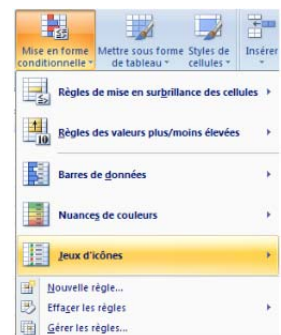 Mise en forme conditionnelle
Mettre sous forme de tableau
Styles de cellules
Insérer
Règles de mise en surbrillance des cellules
Règles des valeurs plus/moins élevées
Barres de données
Nuances de couleurs
Jeux d'icônes
Nouvelle règle...
Effacer les règles
Gérer les règles...